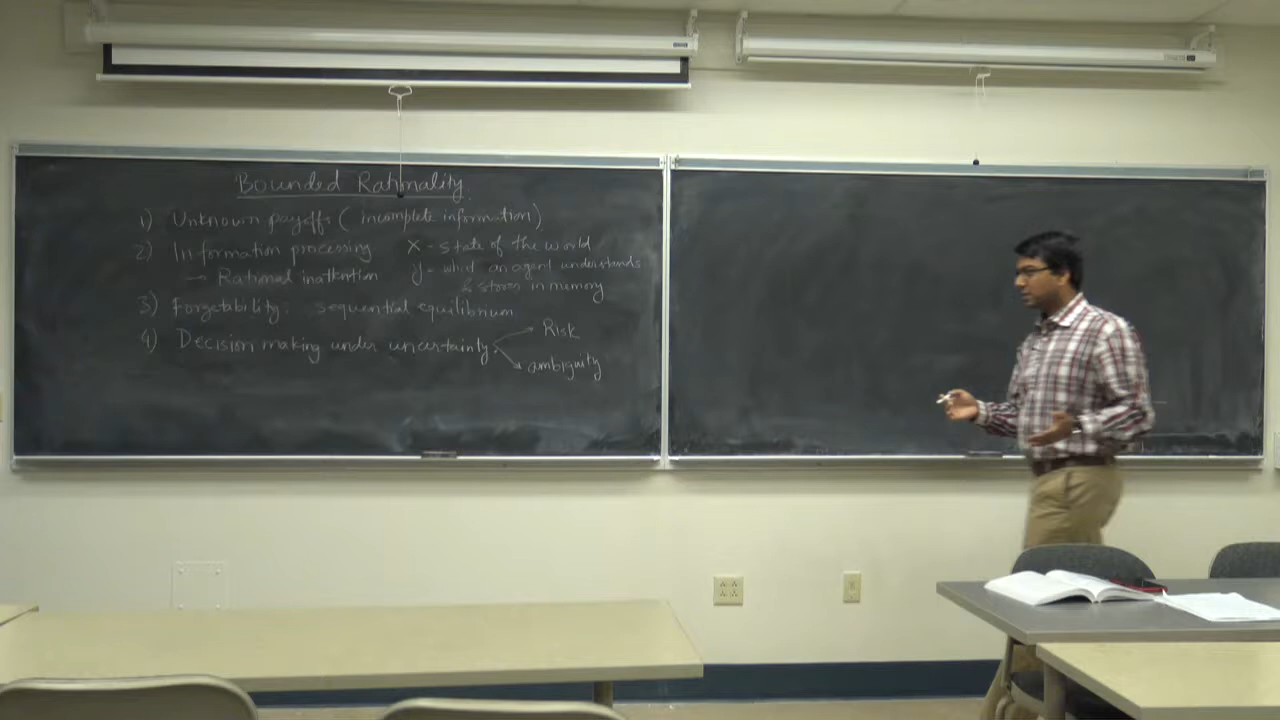 Bounded Rationality
1) Unknown payoffs (incomplete information)
2) Information processing
→ Rational inattention
X - state of the world
y - what an agent understands
& stores in memory
3) Forgetability: sequential equilibrium
4) Decision making under uncertainty
Risk
ambiguity